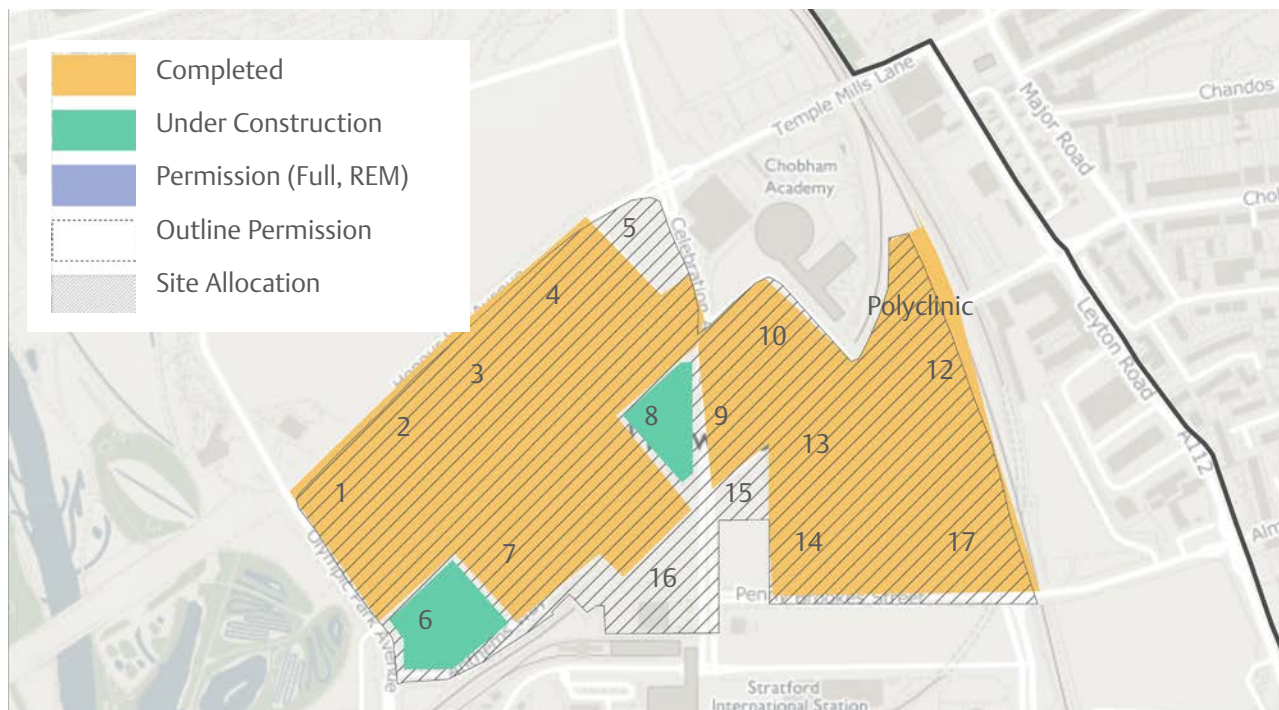 Completed
Under Construction
Permission (Full, REM)
Outline Permission
Site Allocation
Temple Mills Lane
Major Road
Chandos
Chobham
Academy
5
Celebration
4
Polyclinic
10
Leyton Road
3
12
2
8
9
13
A112
1
15
14
17
7
16
6
Olympic Park Avenue
Stratford
International Station